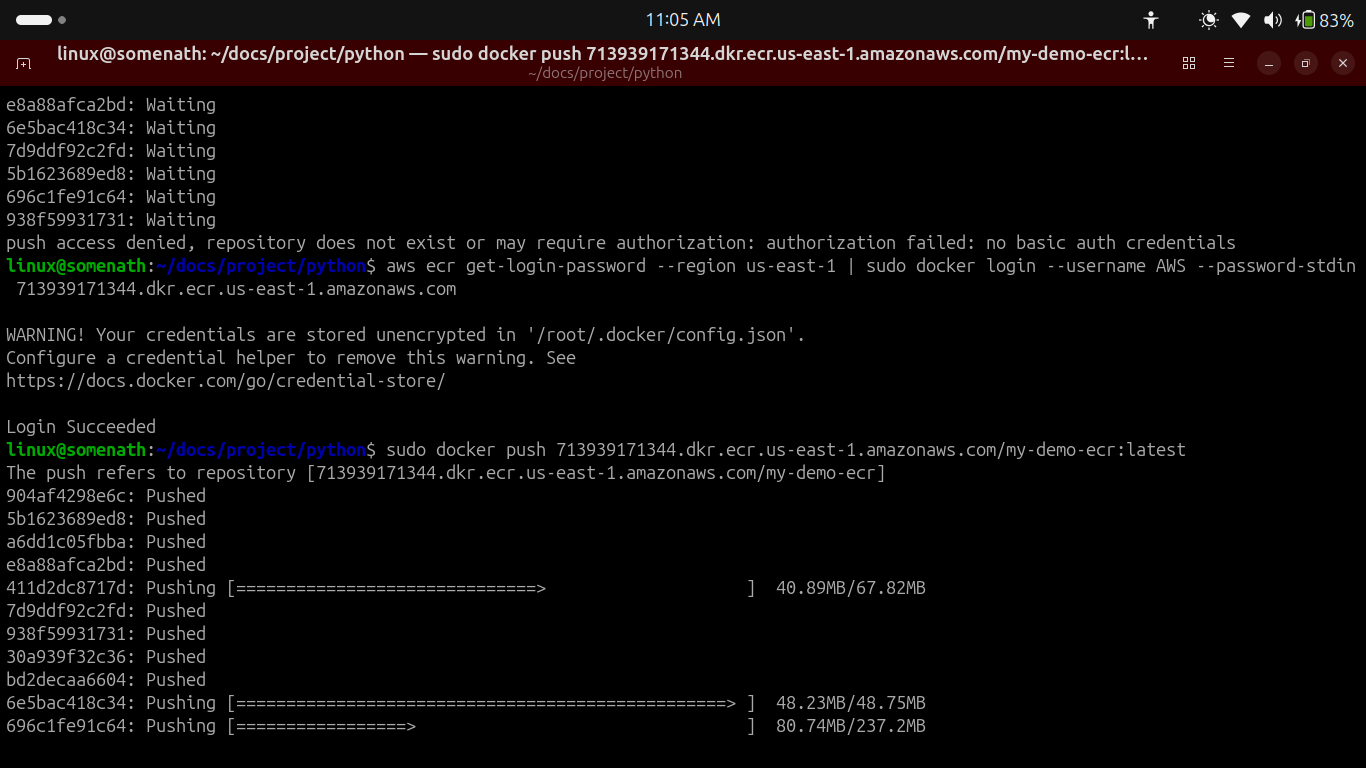 11:05 AM
83%
linux@somenath: ~/docs/project/python — sudo docker push 713939171344.dkr.ecr.us-east-1.amazonaws.com/my-demo-ecr:l…
~/docs/project/python
e8a88afca2bd: Waiting
6e5bac418c34: Waiting
7d9ddf92c2fd: Waiting
5b1623689ed8: Waiting
696c1fe91c64: Waiting
938f59931731: Waiting
push access denied, repository does not exist or may require authorization: authorization failed: no basic auth credentials
linux@somenath:~/docs/project/python$ aws ecr get-login-password --region us-east-1 | sudo docker login --username AWS --password-stdin
713939171344.dkr.ecr.us-east-1.amazonaws.com
WARNING! Your credentials are stored unencrypted in '/root/.docker/config.json'.
Configure a credential helper to remove this warning. See
https://docs.docker.com/go/credential-store/
Login Succeeded
linux@somenath:~/docs/project/python$ sudo docker push 713939171344.dkr.ecr.us-east-1.amazonaws.com/my-demo-ecr:latest
The push refers to repository [713939171344.dkr.ecr.us-east-1.amazonaws.com/my-demo-ecr]
904af4298e6c: Pushed
5b1623689ed8: Pushed
a6dd1c05fbba: Pushed
e8a88afca2bd: Pushed
411d2dc8717d: Pushing [==============================>                    ]  40.89MB/67.82MB
7d9ddf92c2fd: Pushed
938f59931731: Pushed
30a939f32c36: Pushed
bd2decaa6604: Pushed
6e5bac418c34: Pushing [=================================================> ]  48.23MB/48.75MB
696c1fe91c64: Pushing [=================>                                 ]  80.74MB/237.2MB